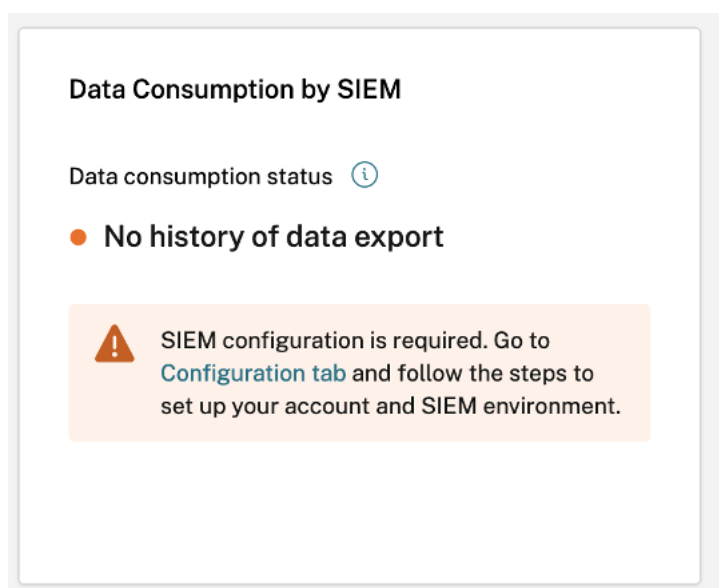 Data Consumption by SIEM
Data consumption status
No history of data export
SIEM configuration is required. Go to
Configuration tab and follow the steps to
set up your account and SIEM environment.